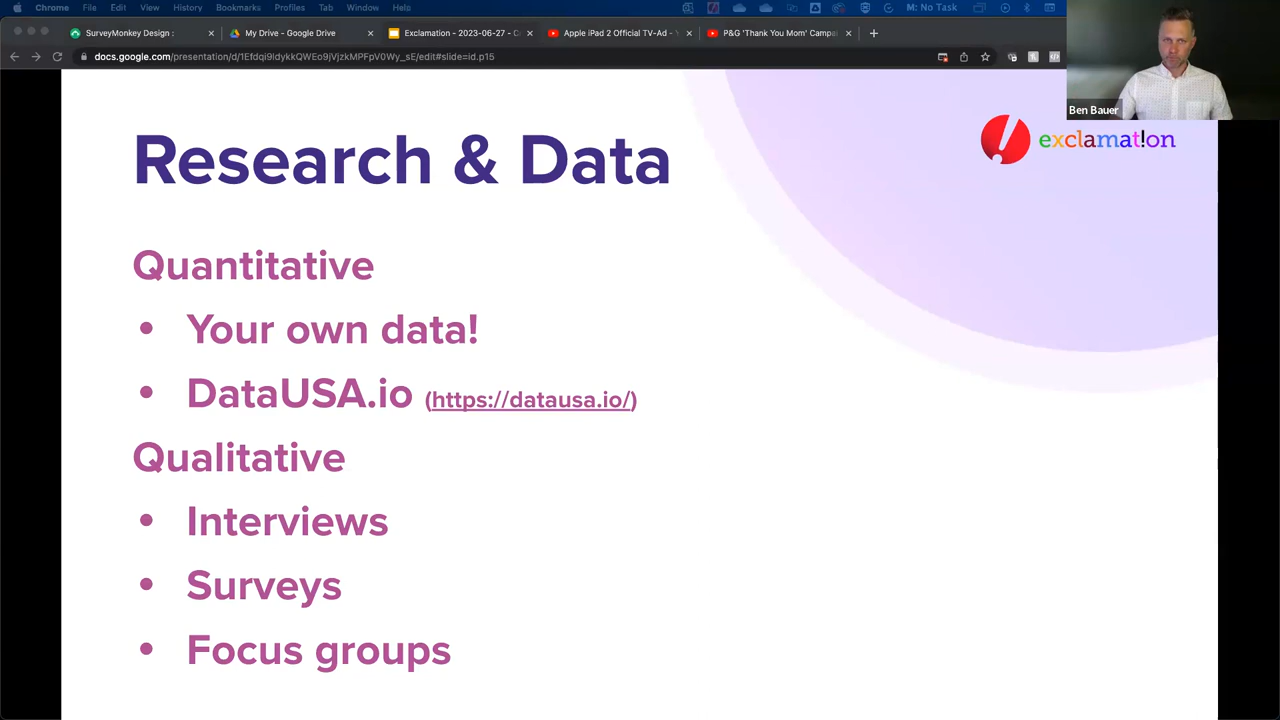 Chrome File Edit View History Bookmarks Profiles Tab Window Help M: No Task
SurveyMonkey Design :
My Drive - Google Drive
Exclamation - 2023-06-27 - C
Apple iPad 2 Official TV-Ad - Y
P&G 'Thank You Mom' Campai
docs.google.com/presentation/d/1Efdqi9IdykkQWEo9jVjzkMPFpV0Wy_sE/edit#slide=id.p15
Ben Bauer
exclamat!on
Research & Data
Quantitative
• Your own data!
• DataUSA.io (https://datausa.io/)
Qualitative
• Interviews
• Surveys
• Focus groups